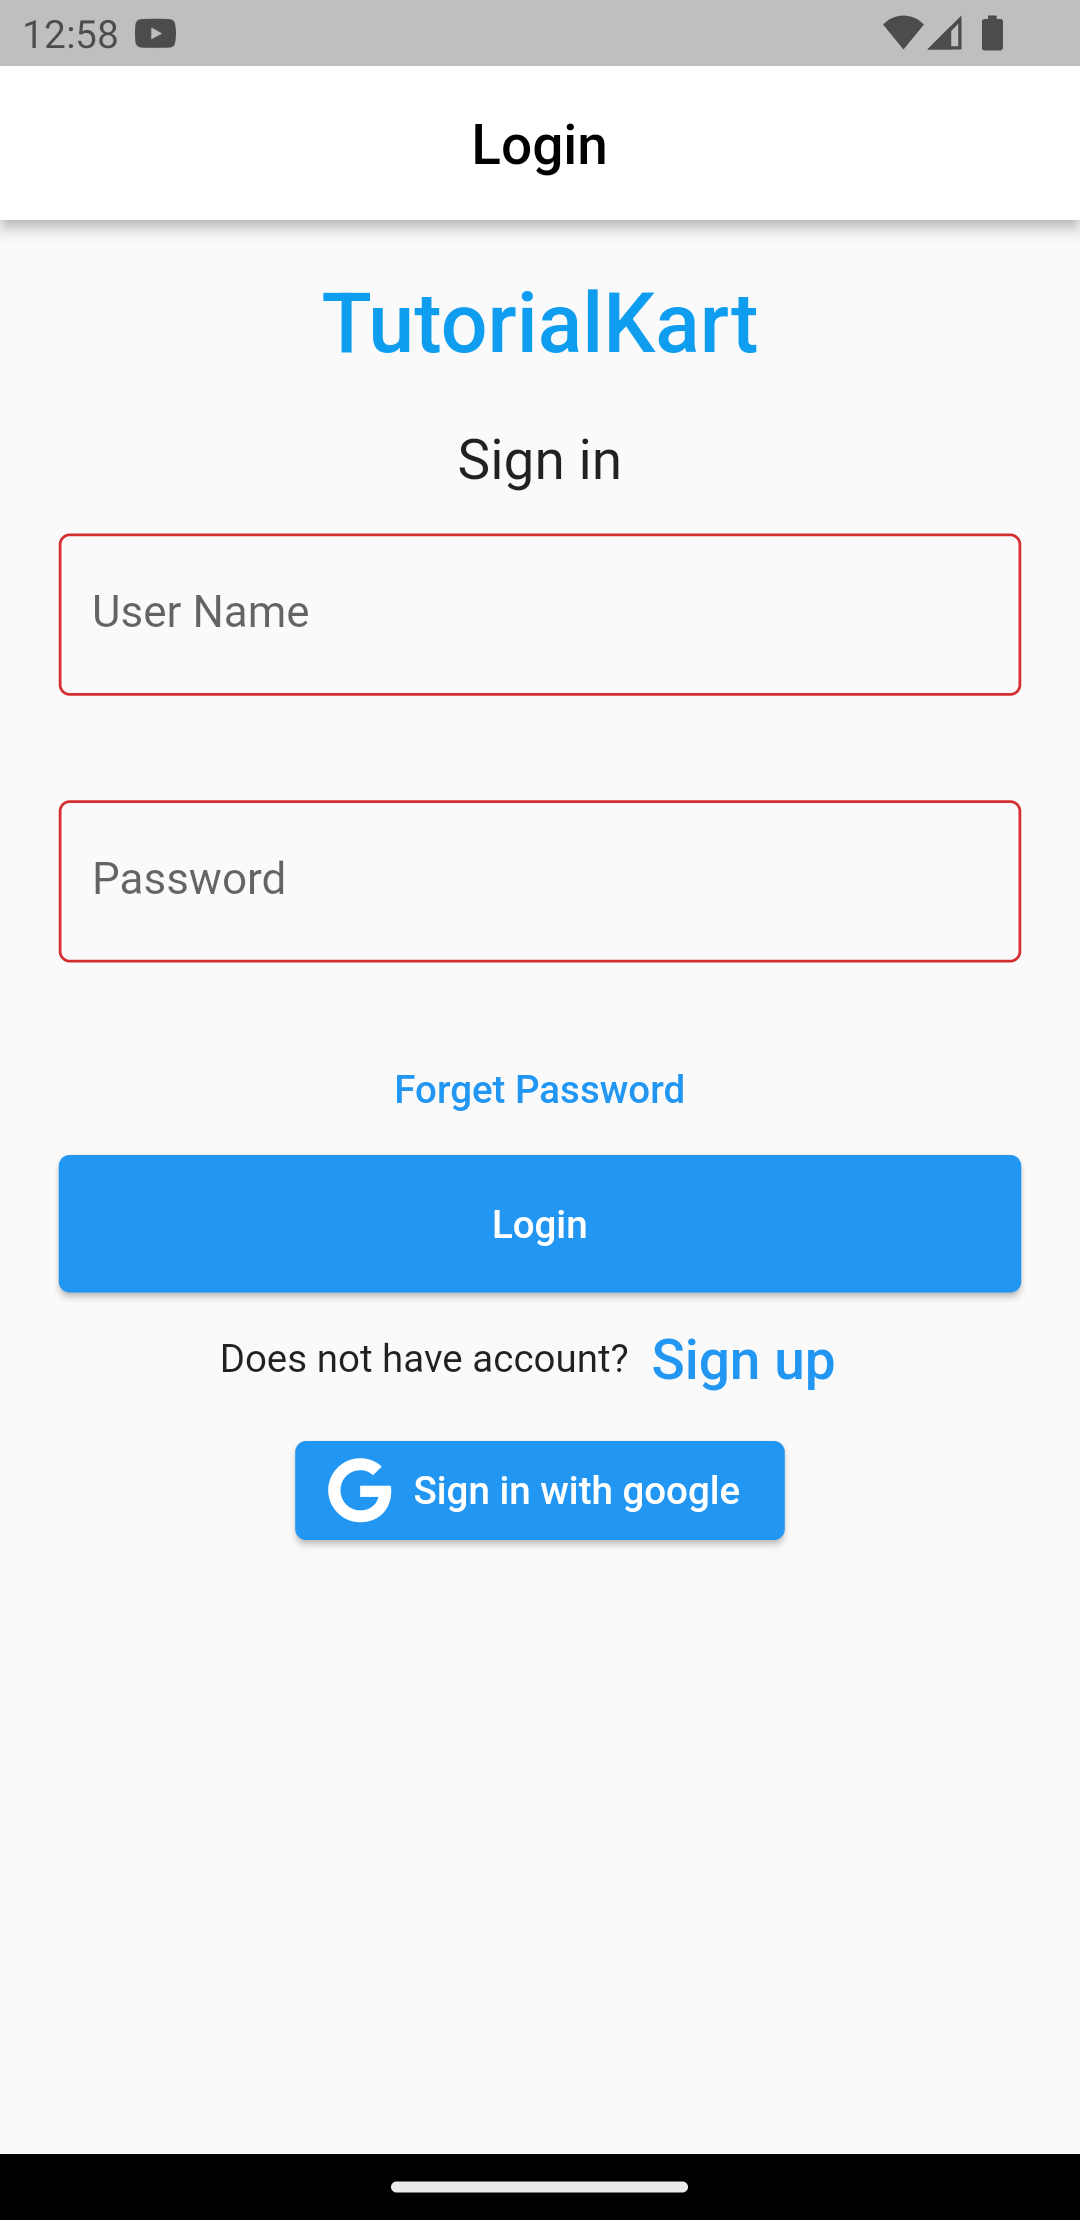 12:58
Login
TutorialKart
Sign in
User Name
Password
Forget Password
Login
Does not have account? Sign up
Sign in with google